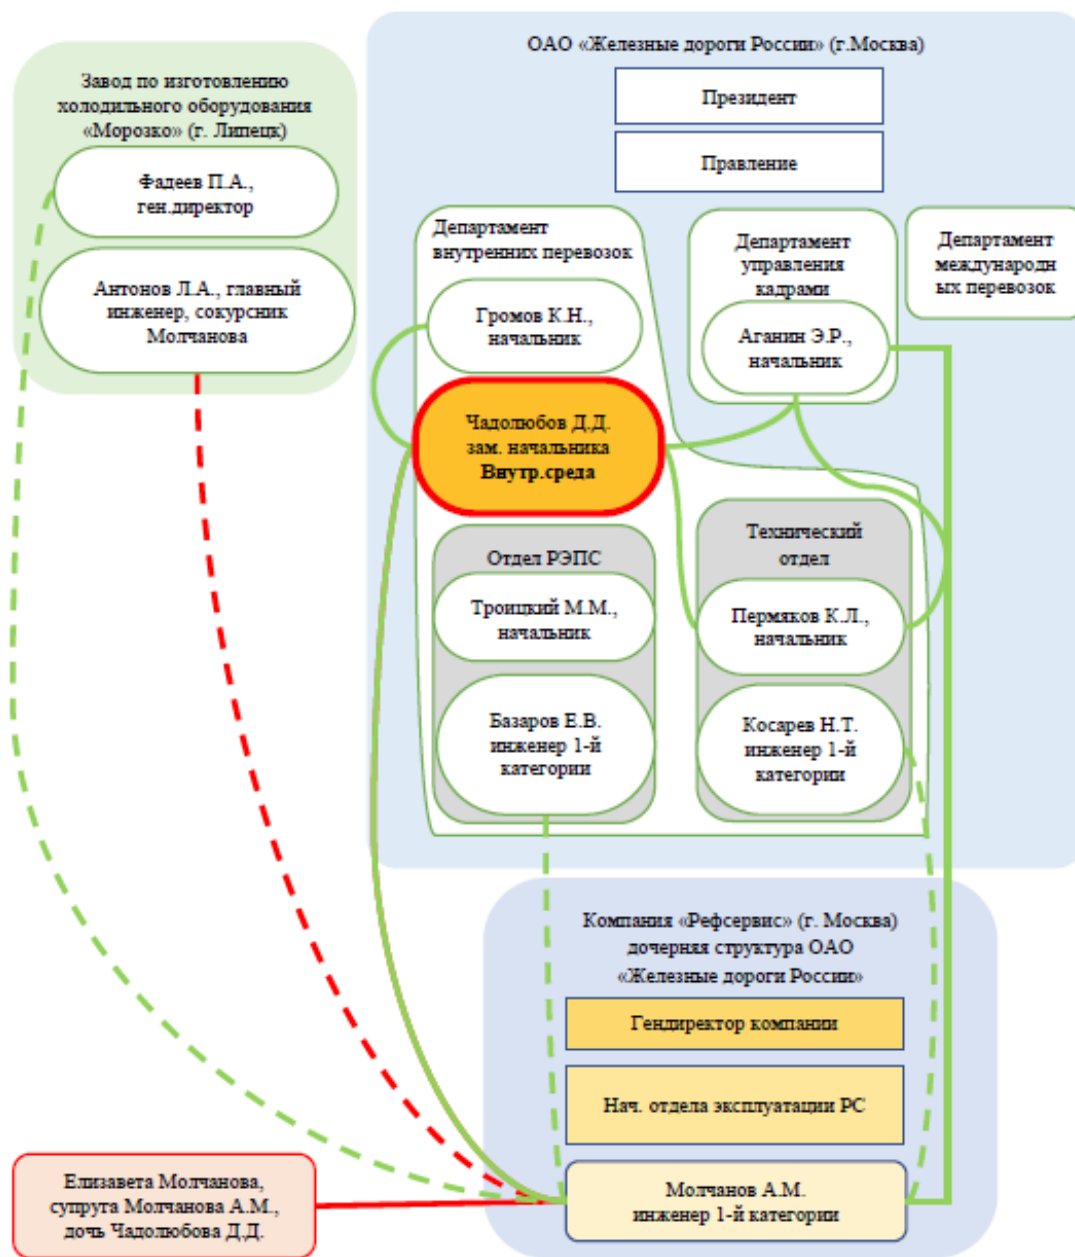 Завод по изготовлению
холодильного оборудования
«Морозко» (г. Липецк)
Фадеев П.А.,
ген.директор
Антонов Л.А., главный
инженер, сокурсник
Молчанова
ОАО «Железные дороги России» (г.Москва)
Президент
Правление
Департамент
внутренних перевозок
Громов К.Н.,
начальник
Департамент
управления
кадрами
Аганин Э.Р.,
начальник
Департамент
международн
ых перевозок
Чадолюбов Д.Д.
зам. начальника
Внутр.среда
Отдел РЭПС
Троицкий М.М.,
начальник
Базаров Е.В.
инженер 1-й
категории
Технический
отдел
Пермяков К.Л.,
начальник
Косарев Н.Т.
инженер 1-й
категории
Компания «Рефсервис» (г. Москва)
дочерняя структура ОАО
«Железные дороги России»
Гендиректор компании
Нач. отдела эксплуатации РС
Молчанов А.М.
инженер 1-й категории
Елизавета Молчанова,
супруга Молчанова А.М.,
дочь Чадолюбова Д.Д.